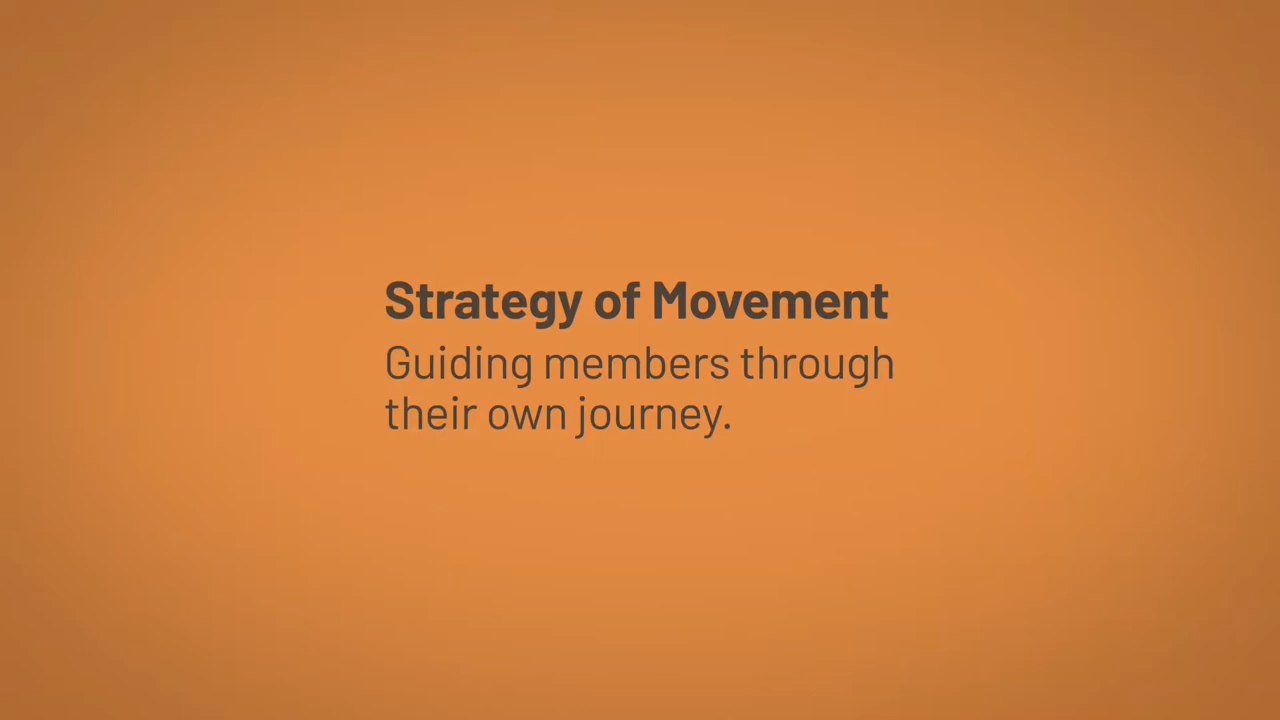 Strategy of Movement
Guiding members through
their own journey.